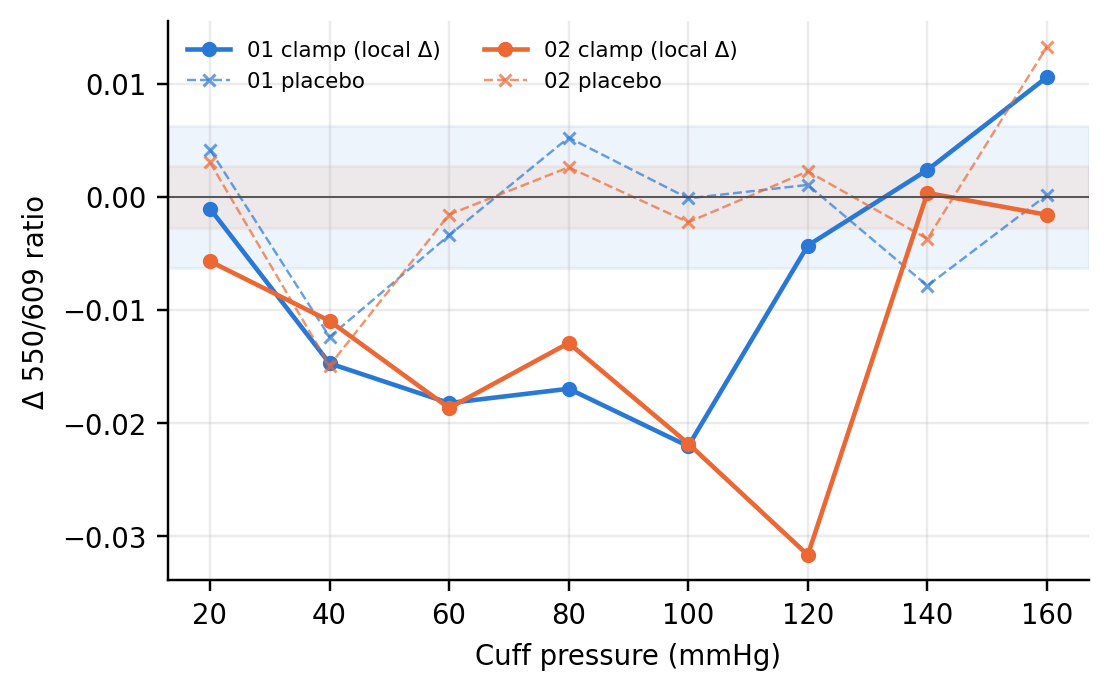 01 clamp (local Δ)
02 clamp (local Δ)
01 placebo
02 placebo
0.01
0.00
−0.01
−0.02
−0.03
Δ 550/609 ratio
20 40 60 80 100 120 140 160
Cuff pressure (mmHg)